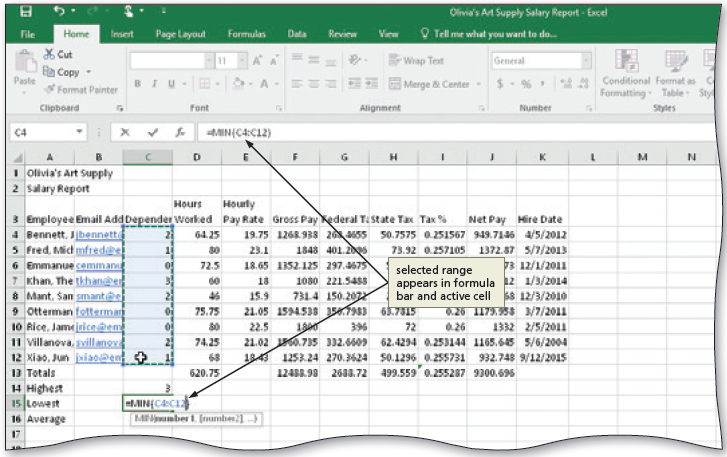 Olivia's Art Supply Salary Report - Excel
File Home Insert Page Layout Formulas Data Review View Tell me what you want to do...
Cut
Copy
Format Painter
Paste
11 A A
B I U A
Wrap Text
Merge & Center
General
$ - % ,
Conditional Formatting
Format as Table
Clipboard Font Alignment Number Styles
C4 fx =MIN(C4:C12)
A B C D E F G H I J K L M N
1 Olivia's Art Supply
2 Salary Report
Hours Hourly
3 Employee Email Add Depender Worked Pay Rate Gross Pay Federal Ta State Tax Tax % Net Pay Hire Date
4 Bennett, J jbennett@ 2 64.25 19.75 1268.938 268.4655 50.7575 0.251567 949.7146 4/5/2012
5 Fred, Mich mfred@e 1 80 23.1 1848 401.2096 73.92 0.257105 1372.87 5/7/2013
6 Emmanue cemmanu 0 72.5 18.65 1352.125 297.4675 73 12/1/2011
7 Khan, The tkhan@er 3 60 18 1080 221.5488 12 1/3/2014
8 Mant, San smant@e 2 46 15.9 731.4 150.2072 12/3/2010
9 Otterman fotterman 0 75.75 21.05 1594.538 350.7983 63.7815 0.26 1179.958 3/7/2011
10 Rice, Jame jrice@em 0 80 22.5 1800 396 72 0.26 1332 2/5/2011
11 Villanova, svillanova 2 74.25 21.02 1560.735 332.6609 62.4294 0.253144 1165.645 5/6/2004
12 Xiao, Jun jxiao@em 1 68 18.43 1253.24 270.3624 50.1296 0.255731 932.748 9/12/2015
13 Totals 620.75 12488.98 2688.72 499.559 0.255287 9300.696
14 Highest 3
15 Lowest =MIN(C4:C12)
16 Average MIN(number1, [number2], ...)
17
selected range
appears in formula
bar and active cell